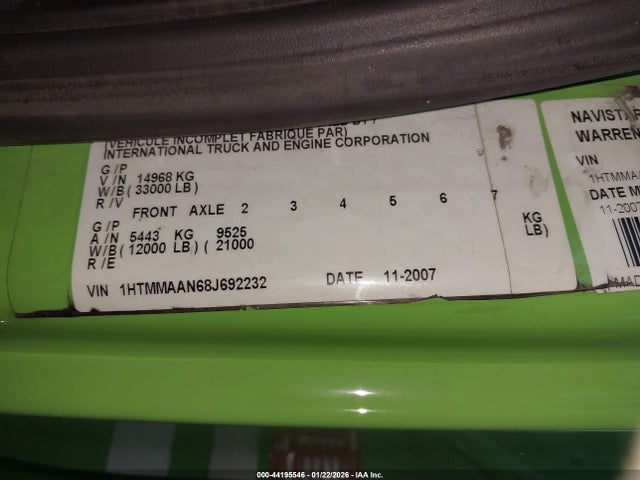 (VEHICULE INCOMPLET FABRIQUE PAR)
INTERNATIONAL TRUCK AND ENGINE CORPORATION
G/P
V/N 14968 KG
W/B (33000 LB)
R/V
FRONT AXLE 2 3 4 5 6 7
G/P
A/N 5443 KG 9525 KG
W/B (12000 LB) ( 21000 LB)
R/E
VIN 1HTMMAAN68J692232 DATE 11-2007
NAVISTAR
WARREN
VIN
1HTMMAAN
DATE
11-2007
000-44195546 - 01/22/2026 - IAA Inc.